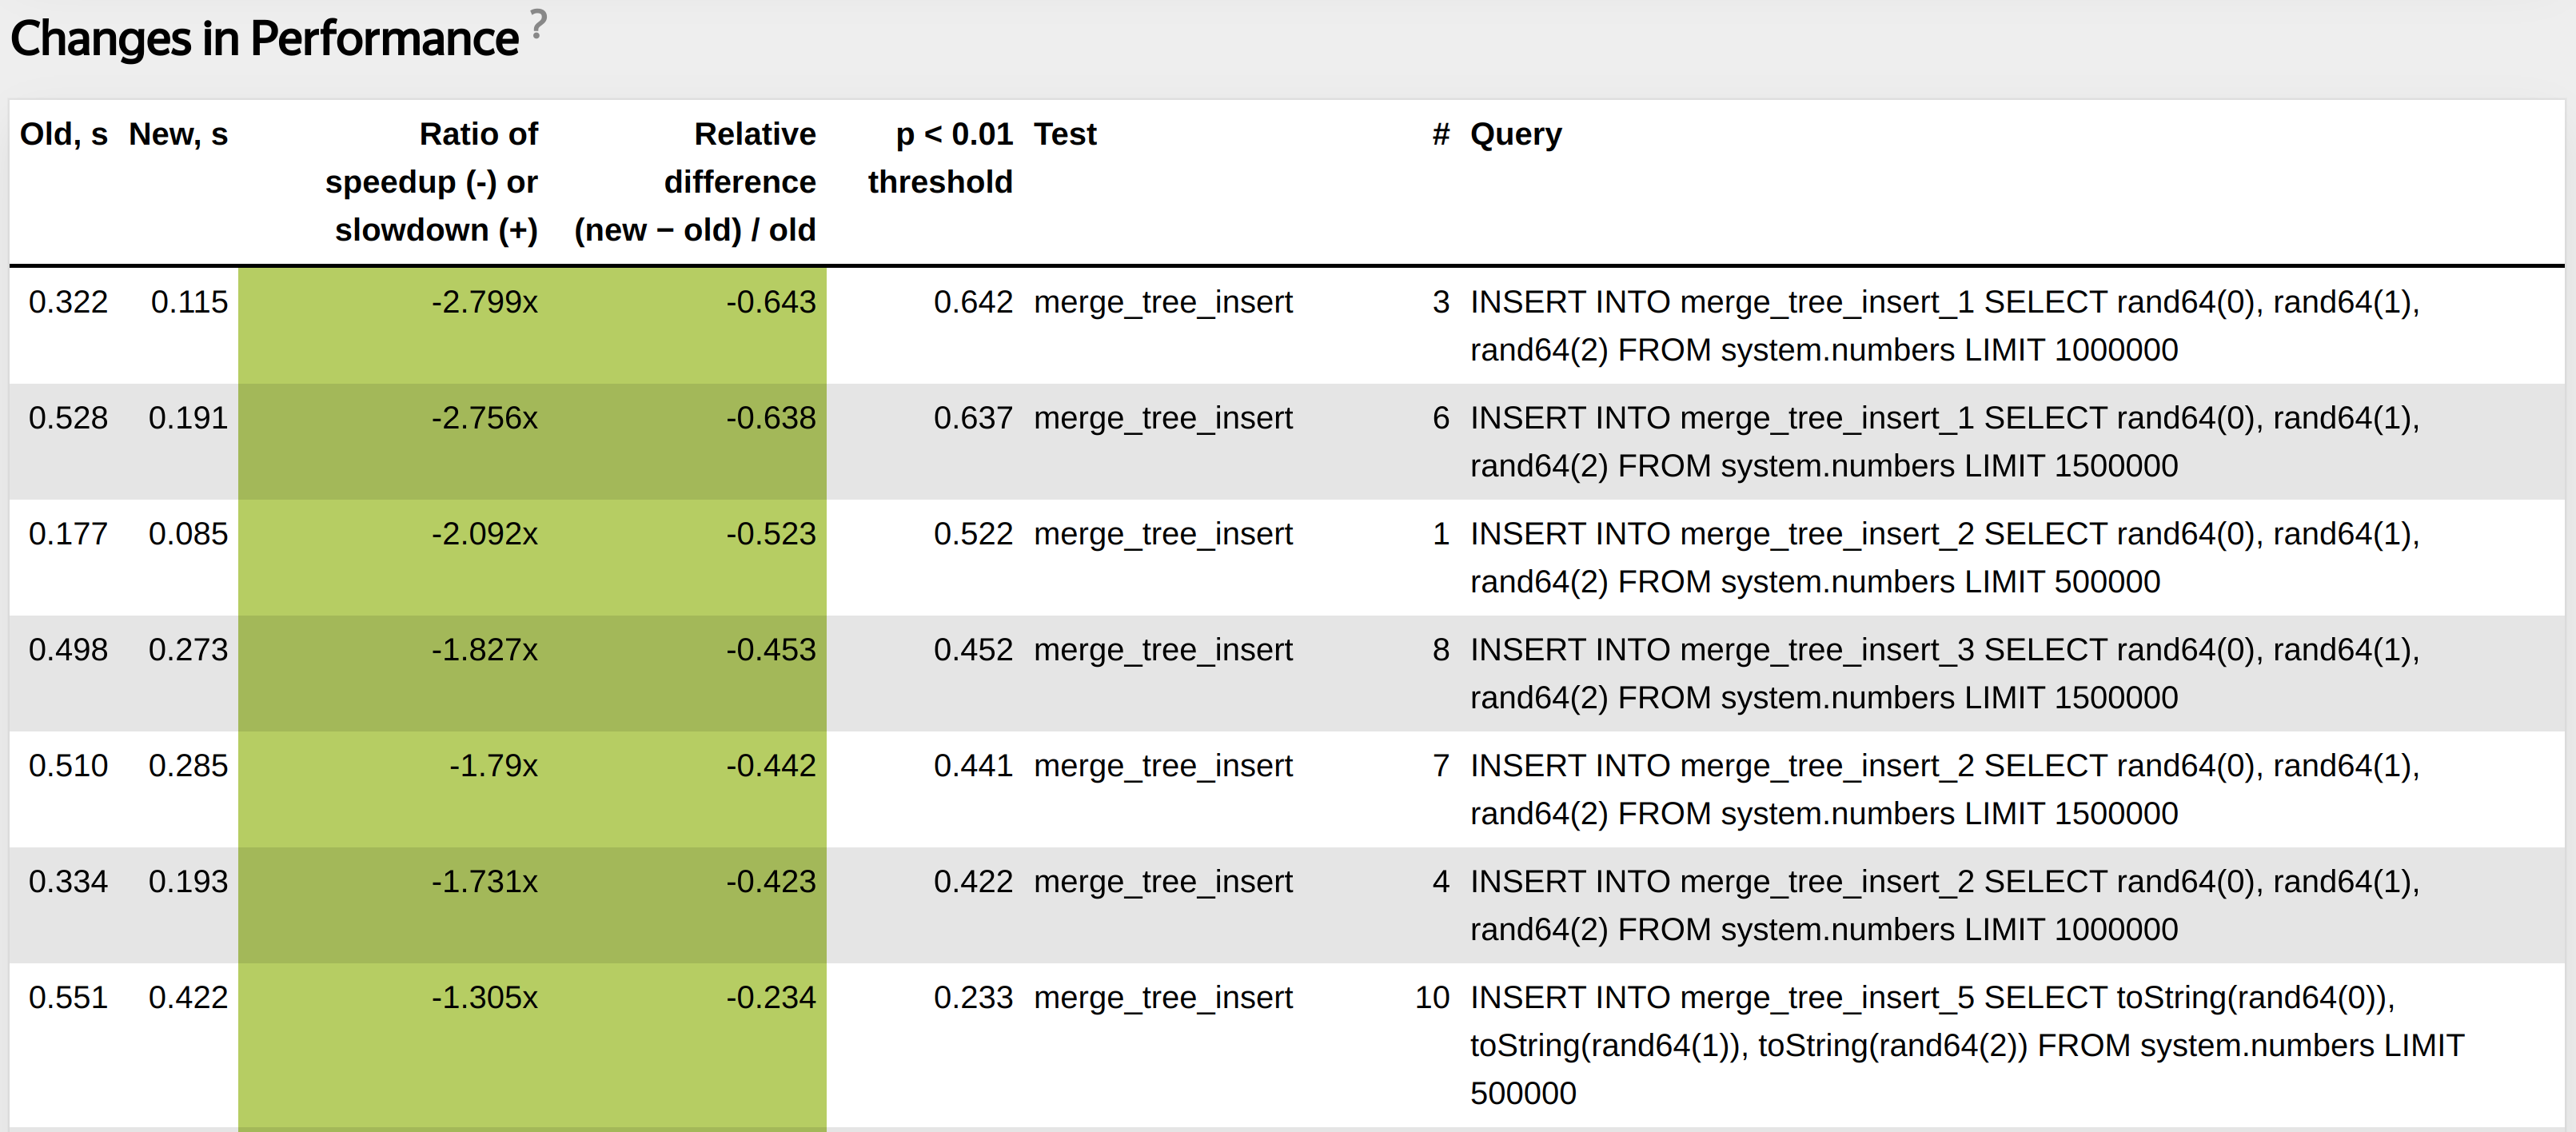 Changes in Performance ?
Old, s New, s Ratio of speedup (-) or slowdown (+) Relative difference (new − old) / old p < 0.01 threshold Test # Query
0.322 0.115 -2.799x -0.643 0.642 merge_tree_insert 3 INSERT INTO merge_tree_insert_1 SELECT rand64(0), rand64(1),
rand64(2) FROM system.numbers LIMIT 1000000
0.528 0.191 -2.756x -0.638 0.637 merge_tree_insert 6 INSERT INTO merge_tree_insert_1 SELECT rand64(0), rand64(1),
rand64(2) FROM system.numbers LIMIT 1500000
0.177 0.085 -2.092x -0.523 0.522 merge_tree_insert 1 INSERT INTO merge_tree_insert_2 SELECT rand64(0), rand64(1),
rand64(2) FROM system.numbers LIMIT 500000
0.498 0.273 -1.827x -0.453 0.452 merge_tree_insert 8 INSERT INTO merge_tree_insert_3 SELECT rand64(0), rand64(1),
rand64(2) FROM system.numbers LIMIT 1500000
0.510 0.285 -1.79x -0.442 0.441 merge_tree_insert 7 INSERT INTO merge_tree_insert_2 SELECT rand64(0), rand64(1),
rand64(2) FROM system.numbers LIMIT 1500000
0.334 0.193 -1.731x -0.423 0.422 merge_tree_insert 4 INSERT INTO merge_tree_insert_2 SELECT rand64(0), rand64(1),
rand64(2) FROM system.numbers LIMIT 1000000
0.551 0.422 -1.305x -0.234 0.233 merge_tree_insert 10 INSERT INTO merge_tree_insert_5 SELECT toString(rand64(0)),
toString(rand64(1)), toString(rand64(2)) FROM system.numbers LIMIT
500000